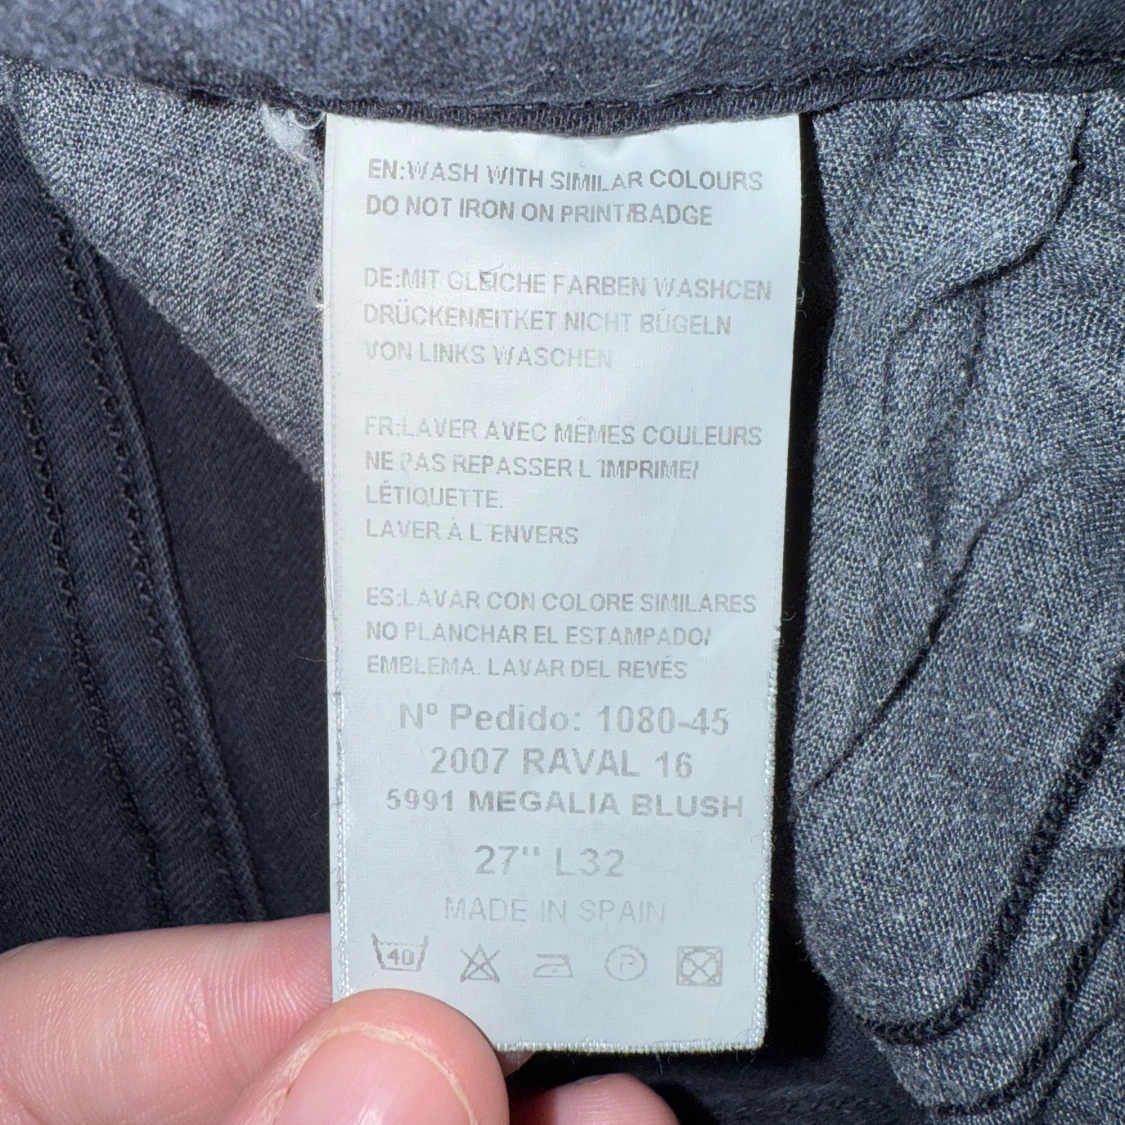 EN:WASH WITH SIMILAR COLOURS
DO NOT IRON ON PRINT/BADGE
DE:MIT GLEICHE FARBEN WASHCEN
DRÜCKEN/EITKET NICHT BÜGELN
VON LINKS WASCHEN
FR:LAVER AVEC MÊMES COULEURS
NE PAS REPASSER L´IMPRIME/
LÉTIQUETTE.
LAVER À L´ENVERS
ES:LAVAR CON COLORE SIMILARES
NO PLANCHAR EL ESTAMPADO/
EMBLEMA. LAVAR DEL REVÉS
Nº Pedido: 1080-45
2007 RAVAL 16
5991 MEGALIA BLUSH
27" L32
MADE IN SPAIN
40 P